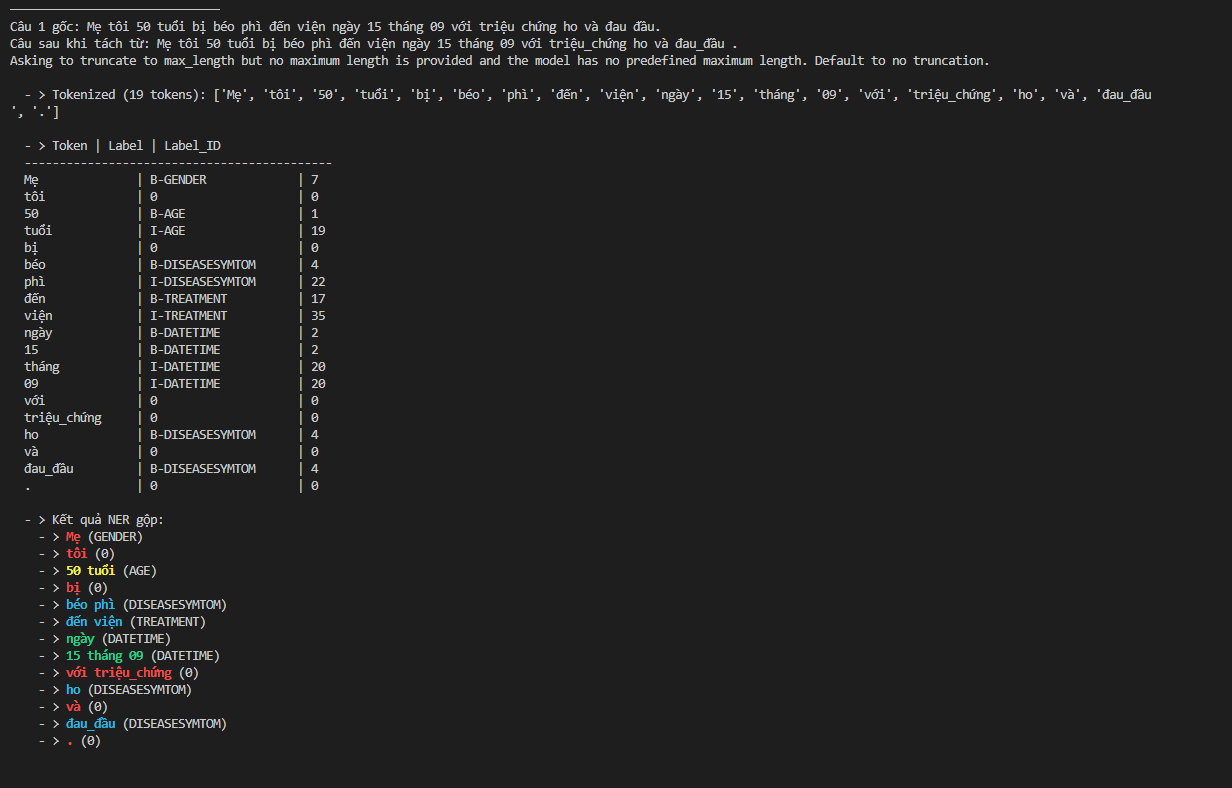 Câu 1 gốc: Mẹ tôi 50 tuổi bị béo phì đến viện ngày 15 tháng 09 với triệu chứng ho và đau đầu.
Câu sau khi tách từ: Mẹ tôi 50 tuổi bị béo phì đến viện ngày 15 tháng 09 với triệu_chứng ho và đau_đầu .
Asking to truncate to max_length but no maximum length is provided and the model has no predefined maximum length. Default to no truncation.
- > Tokenized (19 tokens): ['Mẹ', 'tôi', '50', 'tuổi', 'bị', 'béo', 'phì', 'đến', 'viện', 'ngày', '15', 'tháng', '09', 'với', 'triệu_chứng', 'ho', 'và', 'đau_đầu
', '.']
- > Token | Label | Label_ID
--------------------------------------------
Mẹ | B-GENDER | 7
tôi | 0 | 0
50 | B-AGE | 1
tuổi | I-AGE | 19
bị | 0 | 0
béo | B-DISEASESYMTOM | 4
phì | I-DISEASESYMTOM | 22
đến | B-TREATMENT | 17
viện | I-TREATMENT | 35
ngày | B-DATETIME | 2
15 | B-DATETIME | 2
tháng | I-DATETIME | 20
09 | I-DATETIME | 20
với | 0 | 0
triệu_chứng | 0 | 0
ho | B-DISEASESYMTOM | 4
và | 0 | 0
đau_đầu | B-DISEASESYMTOM | 4
. | 0 | 0
- > Kết quả NER gộp:
- > Mẹ (GENDER)
- > tôi (0)
- > 50 tuổi (AGE)
- > bị (0)
- > béo phì (DISEASESYMTOM)
- > đến viện (TREATMENT)
- > ngày (DATETIME)
- > 15 tháng 09 (DATETIME)
- > với triệu_chứng (0)
- > ho (DISEASESYMTOM)
- > và (0)
- > đau_đầu (DISEASESYMTOM)
- > . (0)